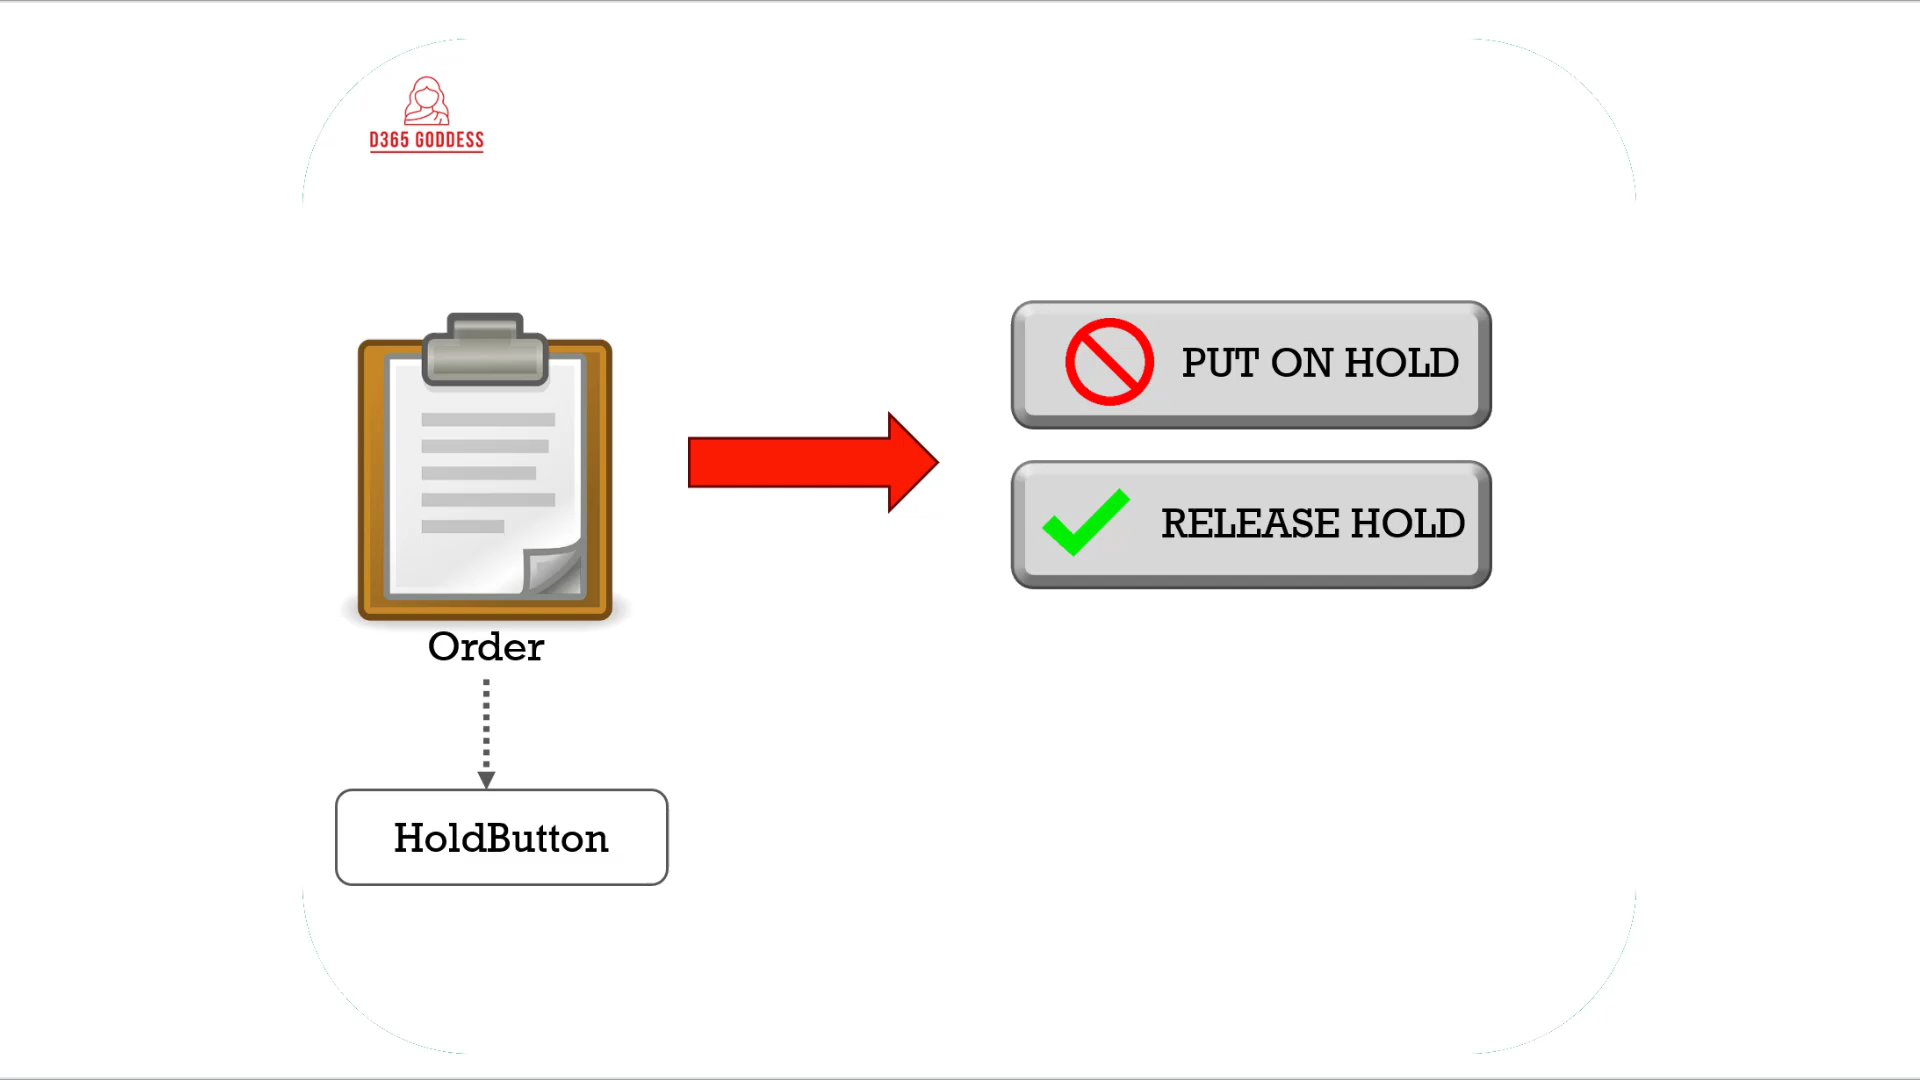 D365 GODDESS
PUT ON HOLD
RELEASE HOLD
Order
HoldButton